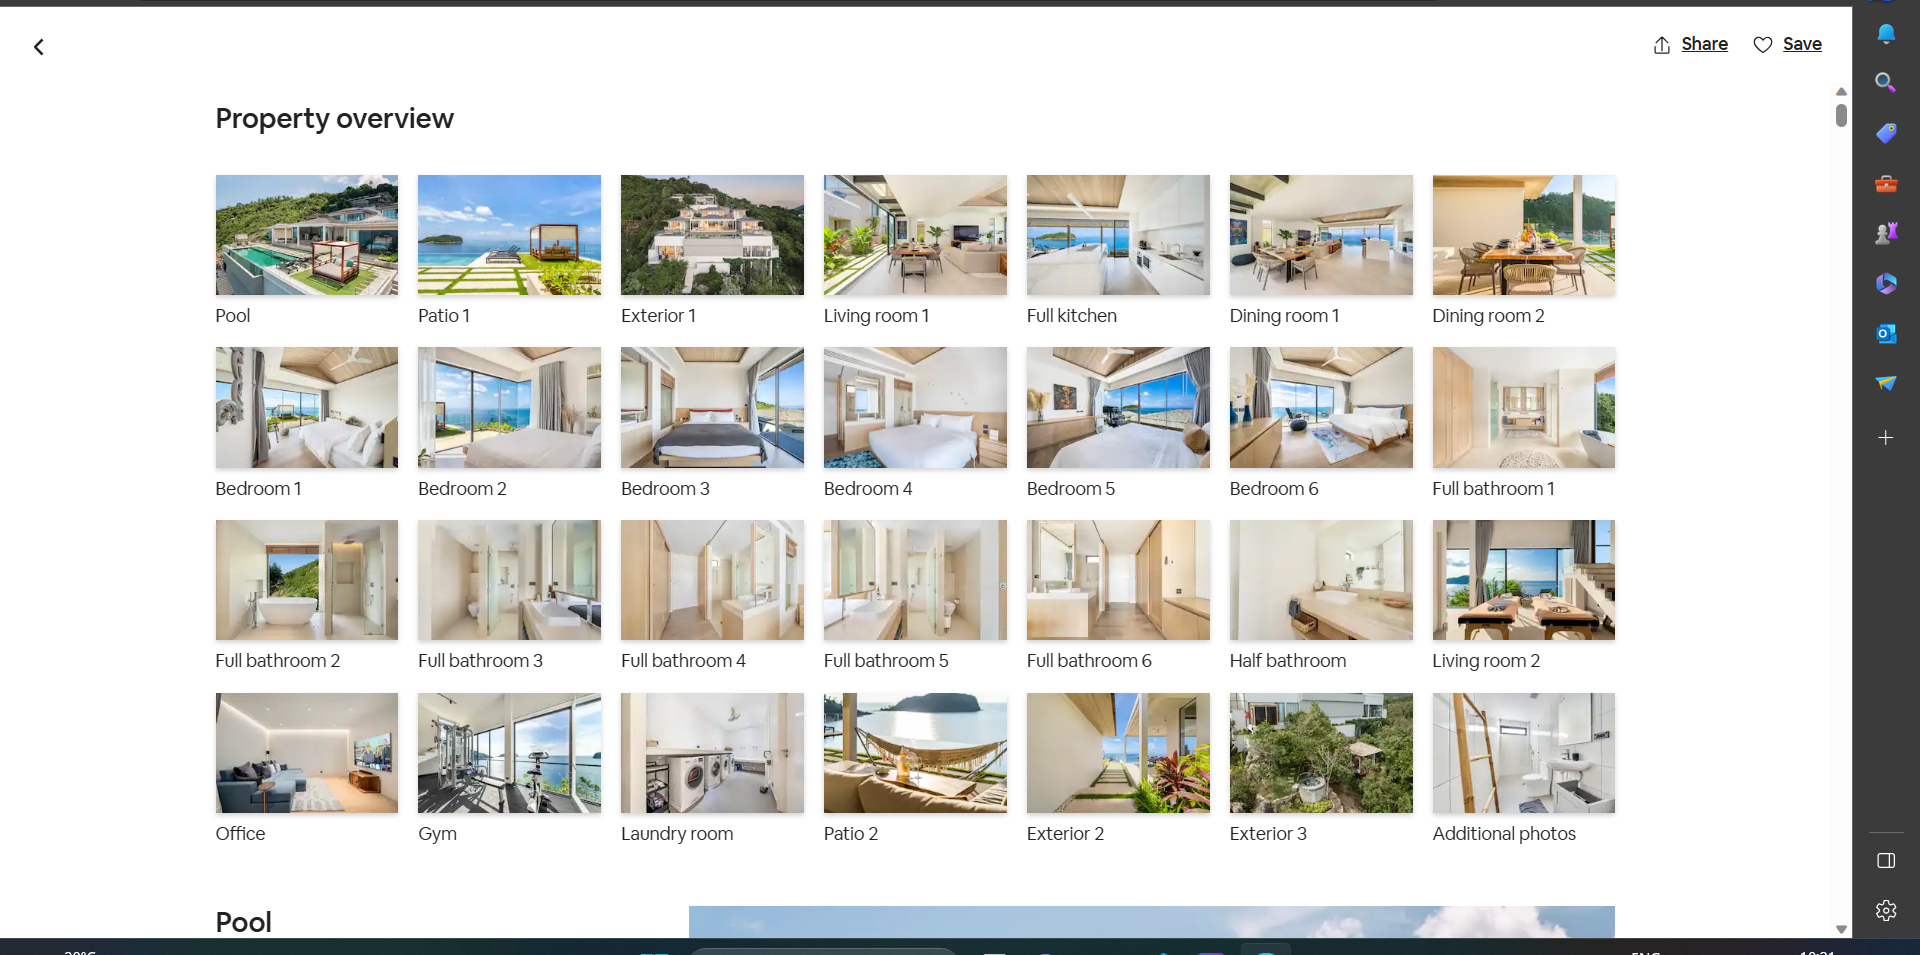 Share
Save
Property overview
Pool
Patio 1
Exterior 1
Living room 1
Full kitchen
Dining room 1
Dining room 2
Bedroom 1
Bedroom 2
Bedroom 3
Bedroom 4
Bedroom 5
Bedroom 6
Full bathroom 1
Full bathroom 2
Full bathroom 3
Full bathroom 4
Full bathroom 5
Full bathroom 6
Half bathroom
Living room 2
Office
Gym
Laundry room
Patio 2
Exterior 2
Exterior 3
Additional photos
Pool